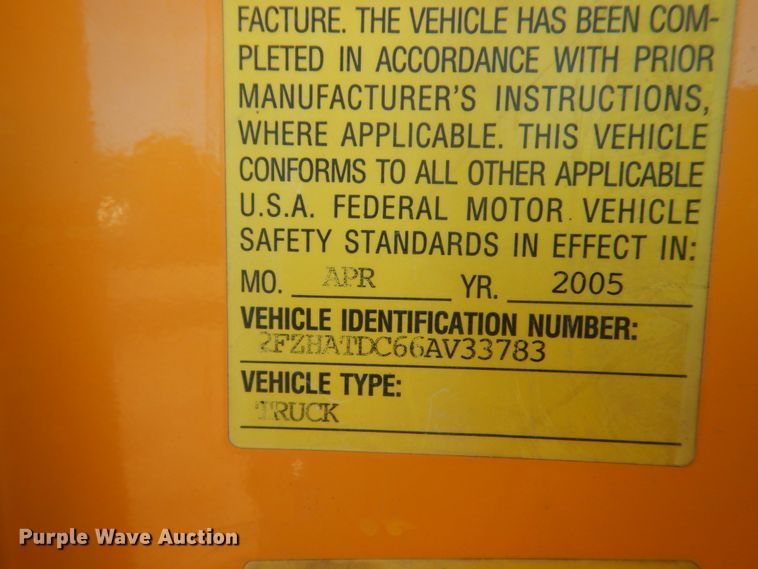 FACTURE. THE VEHICLE HAS BEEN COM-
PLETED IN ACCORDANCE WITH PRIOR
MANUFACTURER'S INSTRUCTIONS,
WHERE APPLICABLE. THIS VEHICLE
CONFORMS TO ALL OTHER APPLICABLE
U.S.A. FEDERAL MOTOR VEHICLE
SAFETY STANDARDS IN EFFECT IN:
MO. APR YR. 2005
VEHICLE IDENTIFICATION NUMBER:
2FZHATDC66AV33783
VEHICLE TYPE:
TRUCK
Purple Wave Auction